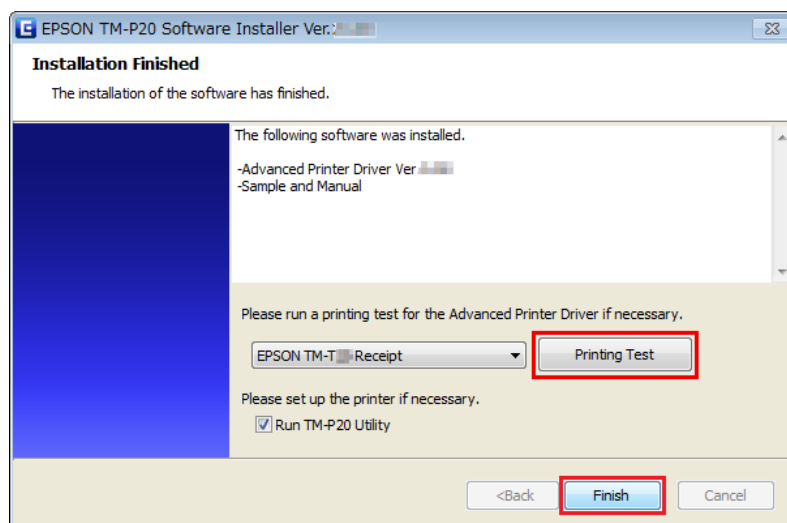 EPSON TM-P20 Software Installer Ver.
Installation Finished
The installation of the software has finished.
The following software was installed.
-Advanced Printer Driver Ver
-Sample and Manual
Please run a printing test for the Advanced Printer Driver if necessary.
EPSON TM-T Receipt
Printing Test
Please set up the printer if necessary.
Run TM-P20 Utility
<Back
Finish
Cancel